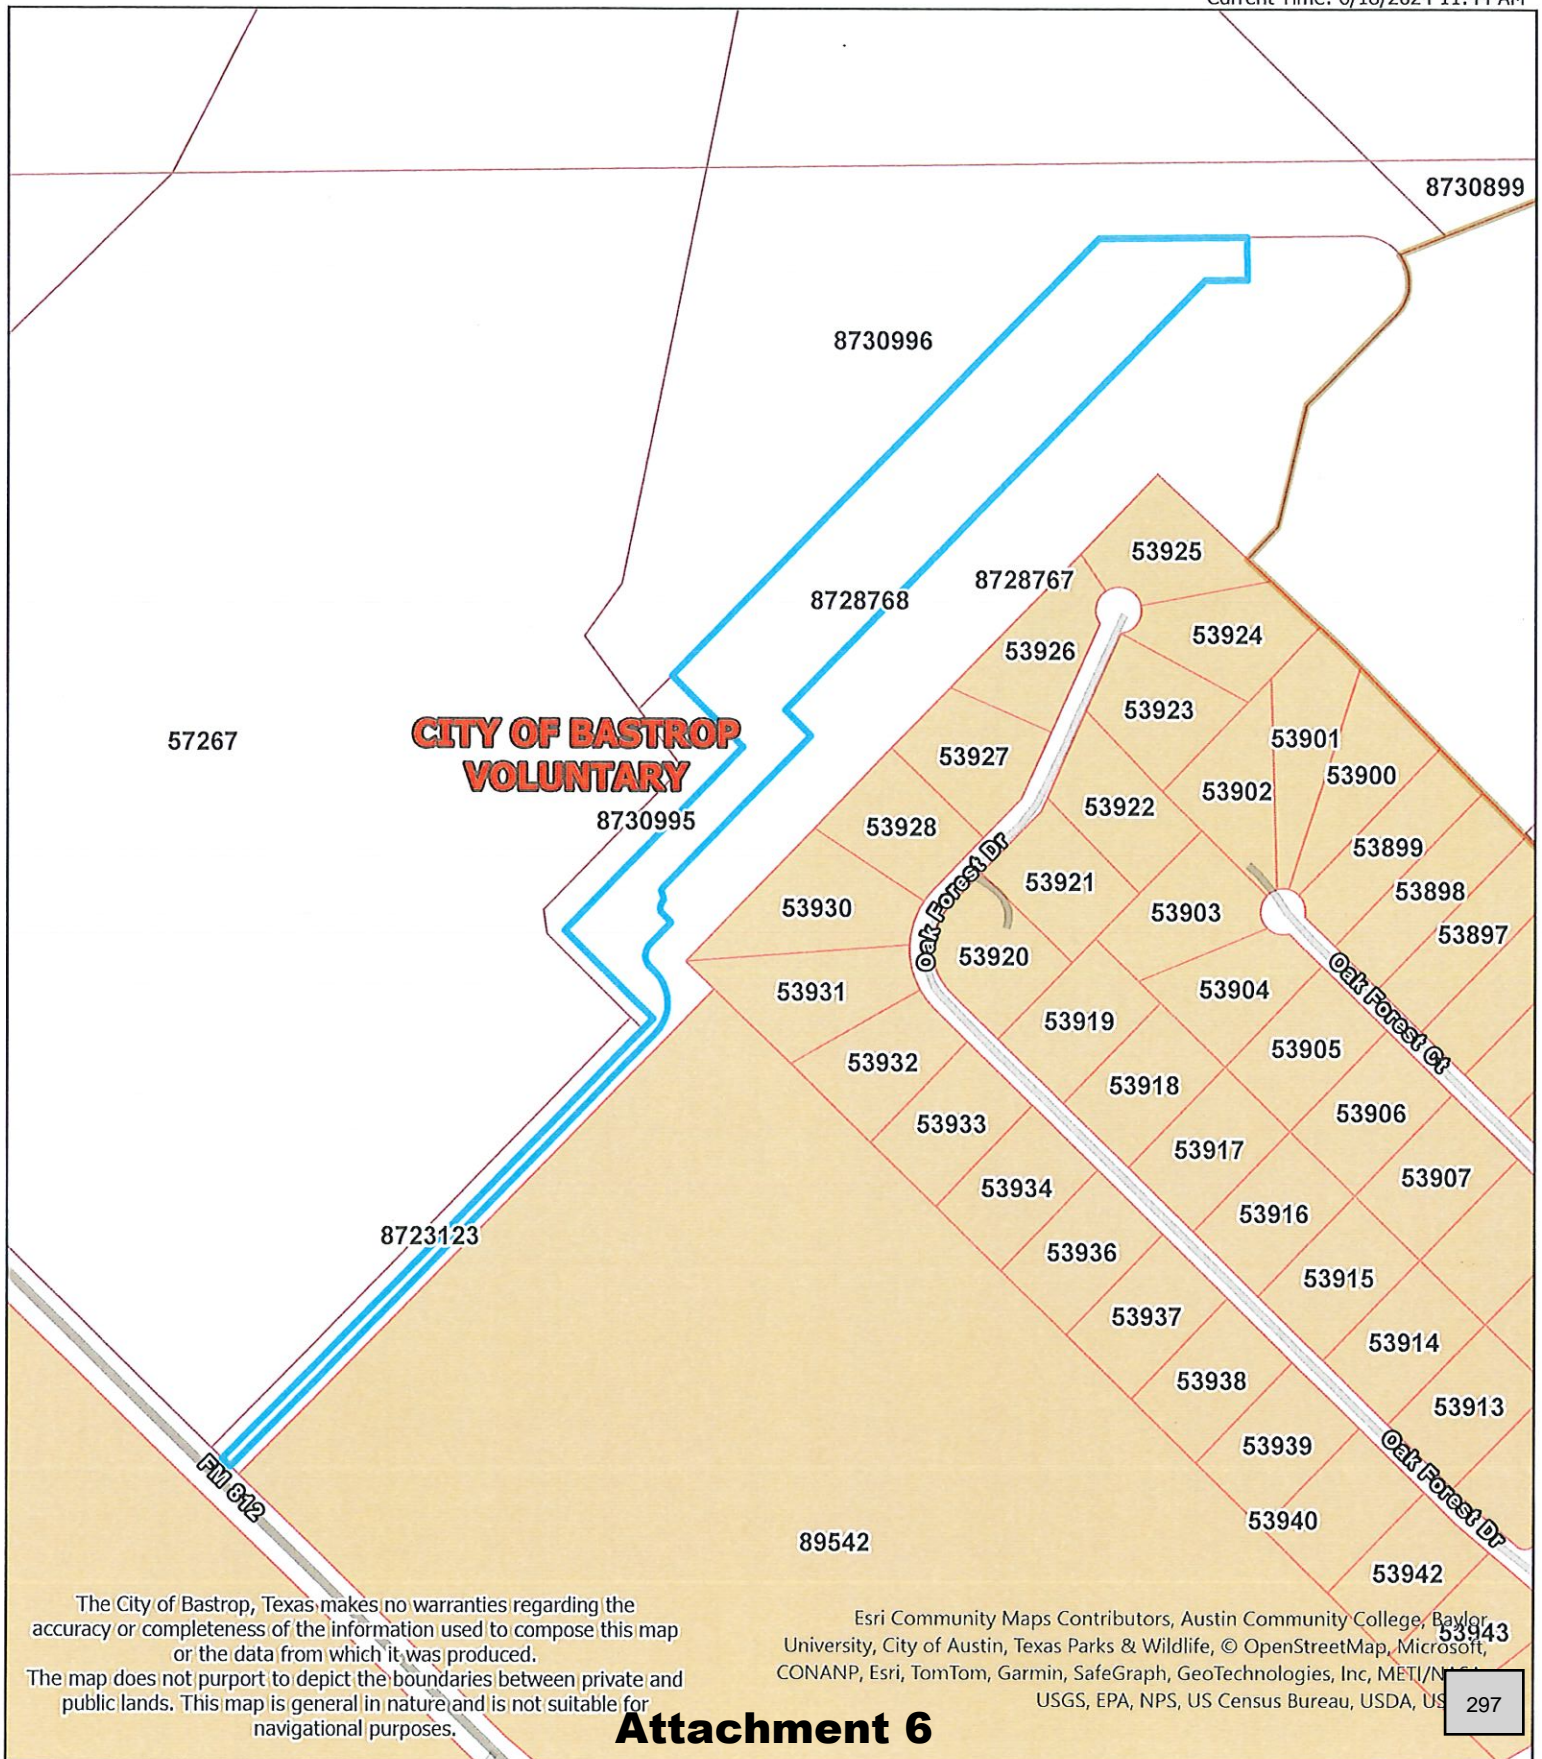 8730899
8730996
53925
8728767
8728768
53924
53926
53923
CITY OF BASTROP
VOLUNTARY
57267
53901
53927
53900
53902
53922
8730995
53928
53899
Oak Forest Dr
53921
53898
53930
53903
53897
53920
53931
53904
Oak Forest Ct
53919
53905
53932
53918
53906
53933
53917
53907
53934
53916
8723123
53936
53915
53937
53914
53938
53913
53939
Oak Forest Dr
FM 812
53940
89542
53942
53943
The City of Bastrop, Texas makes no warranties regarding the
accuracy or completeness of the information used to compose this map
or the data from which it was produced.
The map does not purport to depict the boundaries between private and
public lands. This map is general in nature and is not suitable for
navigational purposes.
Esri Community Maps Contributors, Austin Community College, Baylor
University, City of Austin, Texas Parks & Wildlife, © OpenStreetMap, Microsoft,
CONANP, Esri, TomTom, Garmin, SafeGraph, GeoTechnologies, Inc, METI/
USGS, EPA, NPS, US Census Bureau, USDA,
Attachment 6
297